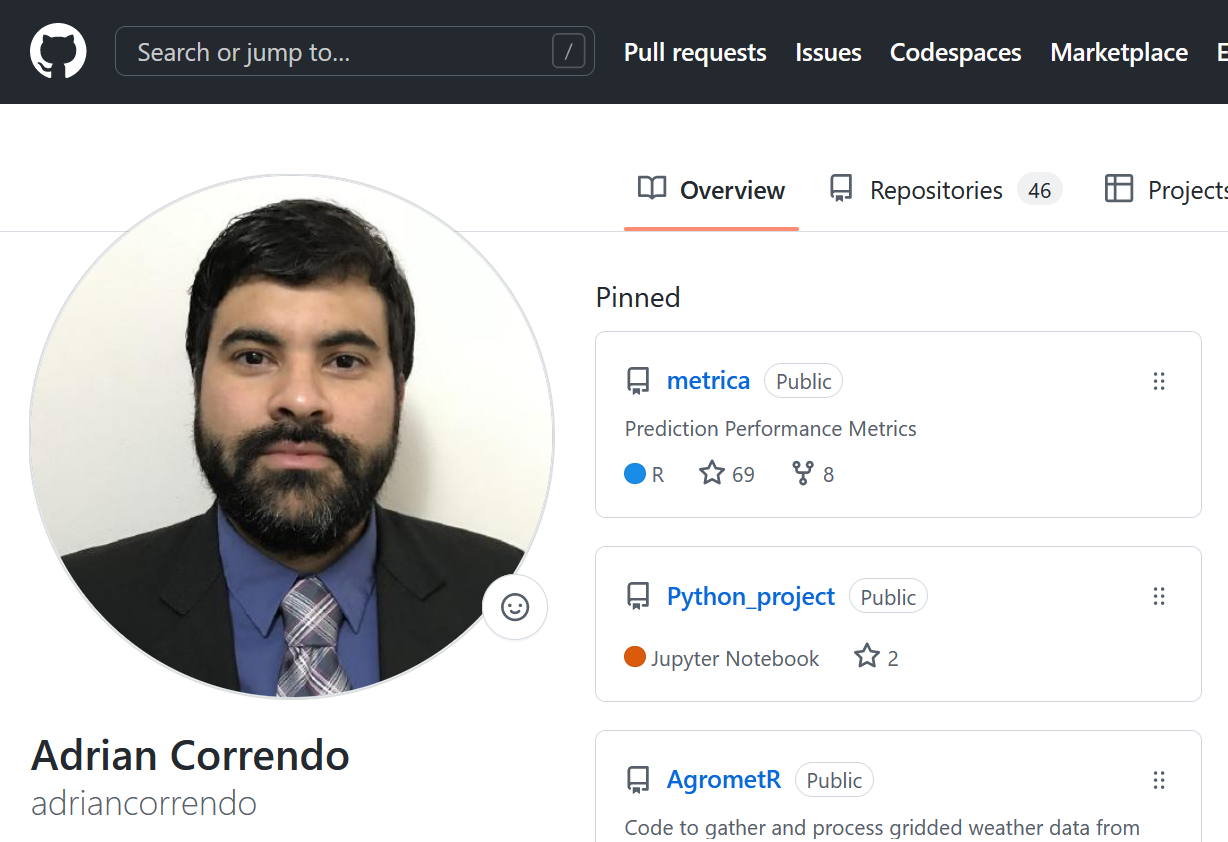 Search or jump to... /
Pull requests Issues Codespaces Marketplace
Overview
Repositories 46
Projects
Pinned
metrica Public
Prediction Performance Metrics
R 69 8
Python_project Public
Jupyter Notebook 2
AgrometR Public
Code to gather and process gridded weather data from
Adrian Correndo
adriancorrendo